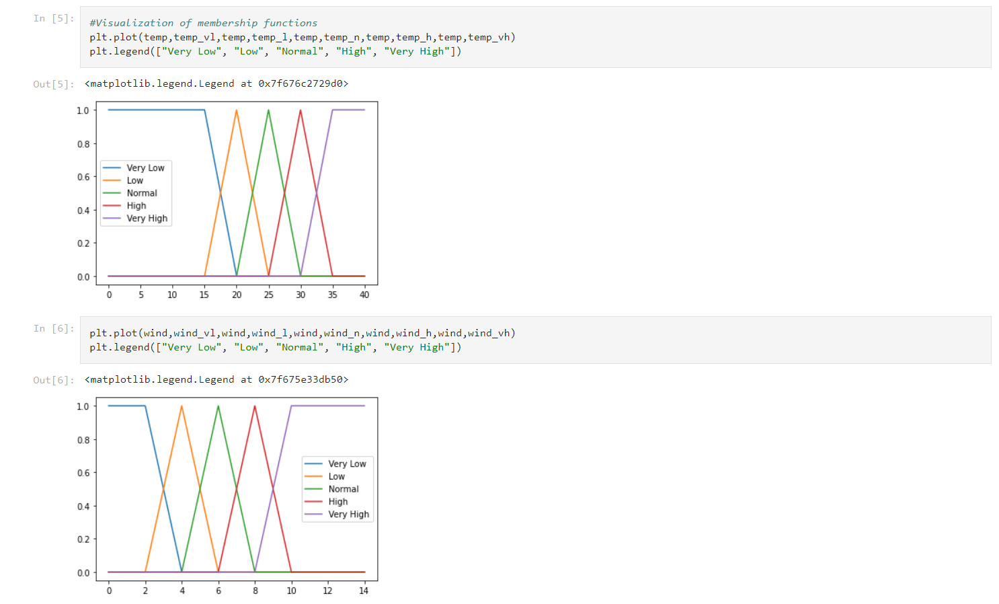 In [5]:
#Visualization of membership functions
plt.plot(temp,temp_vl,temp,temp_l,temp,temp_n,temp,temp_h,temp,temp_vh)
plt.legend(["Very Low", "Low", "Normal", "High", "Very High"])
Out[5]:
<matplotlib.legend.Legend at 0x7f676c2729d0>
1.0
0.8
0.6
0.4
0.2
0.0
Very Low
Low
Normal
High
Very High
0 5 10 15 20 25 30 35 40
In [6]:
plt.plot(wind,wind_vl,wind,wind_l,wind,wind_n,wind,wind_h,wind,wind_vh)
plt.legend(["Very Low", "Low", "Normal", "High", "Very High"])
Out[6]:
<matplotlib.legend.Legend at 0x7f675e33db50>
1.0
0.8
0.6
0.4
0.2
0.0
Very Low
Low
Normal
High
Very High
0 2 4 6 8 10 12 14